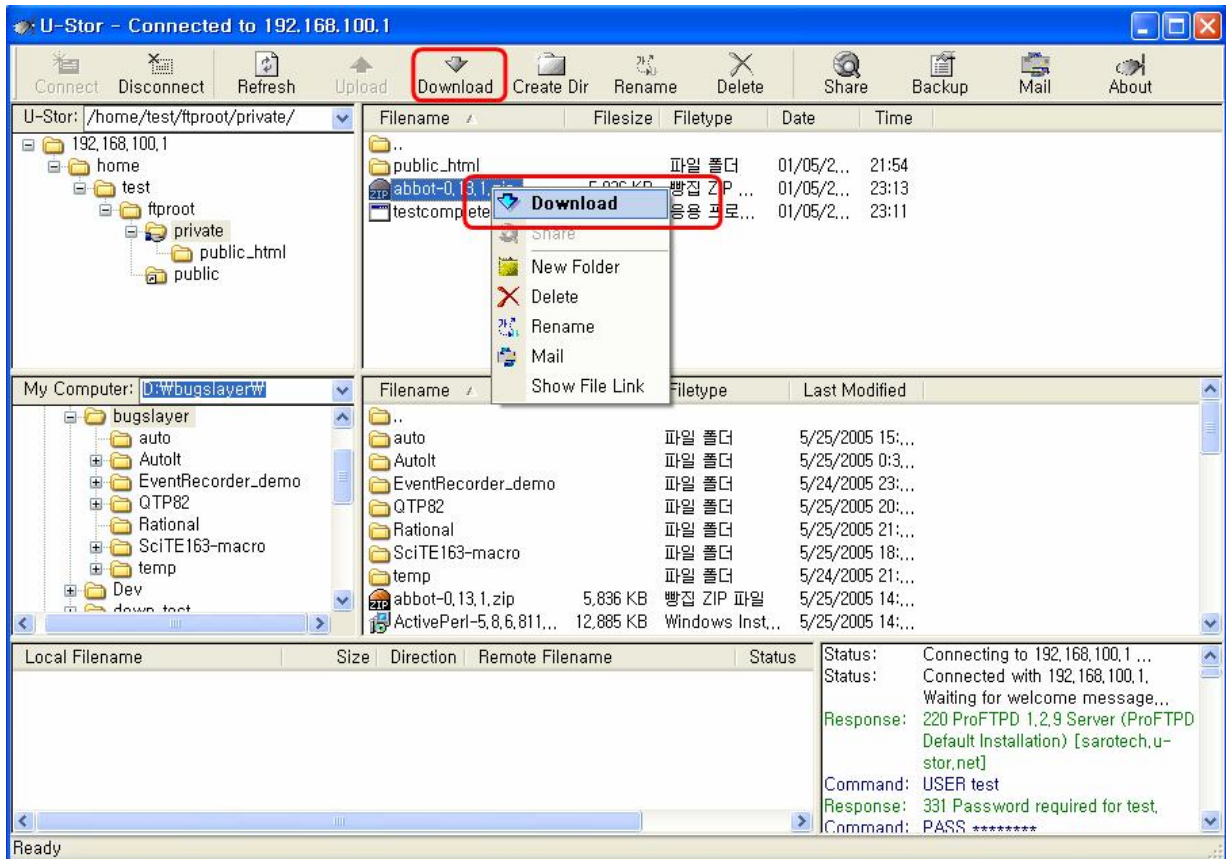 U-Stor - Connected to 192.168.100.1
Connect Disconnect Refresh Upload Download Create Dir Rename Delete Share Backup Mail About
U-Stor: /home/test/ftproot/private/
192.168.100.1
home
test
ftproot
private
public_html
public
Filename Filesize Filetype Date Time
..
public_html 파일 폴더 01/05/2... 21:54
abbot-0.13.1.zip 5,836 KB 빵집 ZIP ... 01/05/2... 23:13
testcomplete 응용 프로... 01/05/2... 23:11
Download
Share
New Folder
Delete
Rename
Mail
Show File Link
My Computer: D:₩bugslayer₩
bugslayer
auto
AutoIt
EventRecorder_demo
QTP82
Rational
SciTE163-macro
temp
Dev
down_test
Filename Filetype Last Modified
..
auto 파일 폴더 5/25/2005 15:...
AutoIt 파일 폴더 5/25/2005 0:3...
EventRecorder_demo 파일 폴더 5/24/2005 23:...
QTP82 파일 폴더 5/25/2005 20:...
Rational 파일 폴더 5/25/2005 21:...
SciTE163-macro 파일 폴더 5/25/2005 18:...
temp 파일 폴더 5/24/2005 21:...
abbot-0.13.1.zip 5,836 KB 빵집 ZIP 파일 5/25/2005 14:...
ActivePerl-5.8.6.811... 12,885 KB Windows Inst... 5/25/2005 14:...
Local Filename Size Direction Remote Filename Status
Status: Connecting to 192.168.100.1 ...
Status: Connected with 192.168.100.1.
Waiting for welcome message...
Response: 220 ProFTPD 1.2.9 Server (ProFTPD
Default Installation) [sarotech.u-
stor.net]
Command: USER test
Response: 331 Password required for test.
Command: PASS ********
Ready